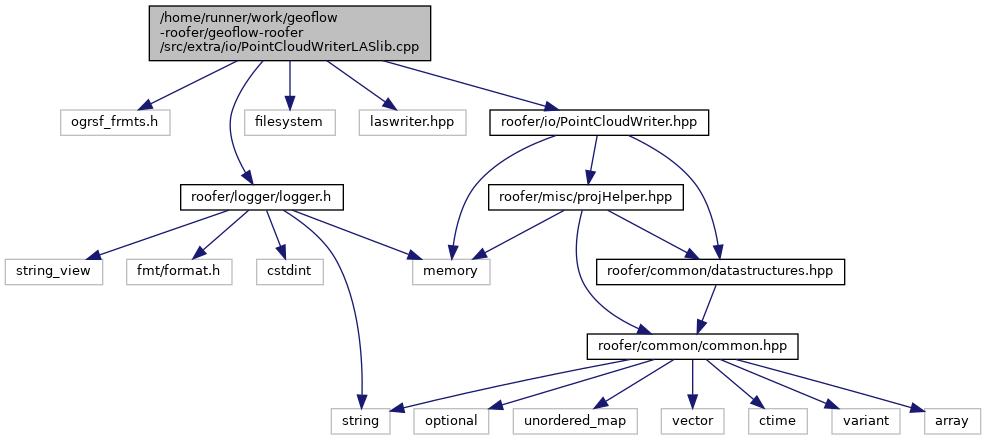 /home/runner/work/geoflow
-roofer/geoflow-roofer
/src/extra/io/PointCloudWriterLASlib.cpp
ogrsf_frmts.h
filesystem
laswriter.hpp
roofer/io/PointCloudWriter.hpp
roofer/logger/logger.h
roofer/misc/projHelper.hpp
string_view
fmt/format.h
cstdint
memory
roofer/common/datastructures.hpp
roofer/common/common.hpp
string
optional
unordered_map
vector
ctime
variant
array